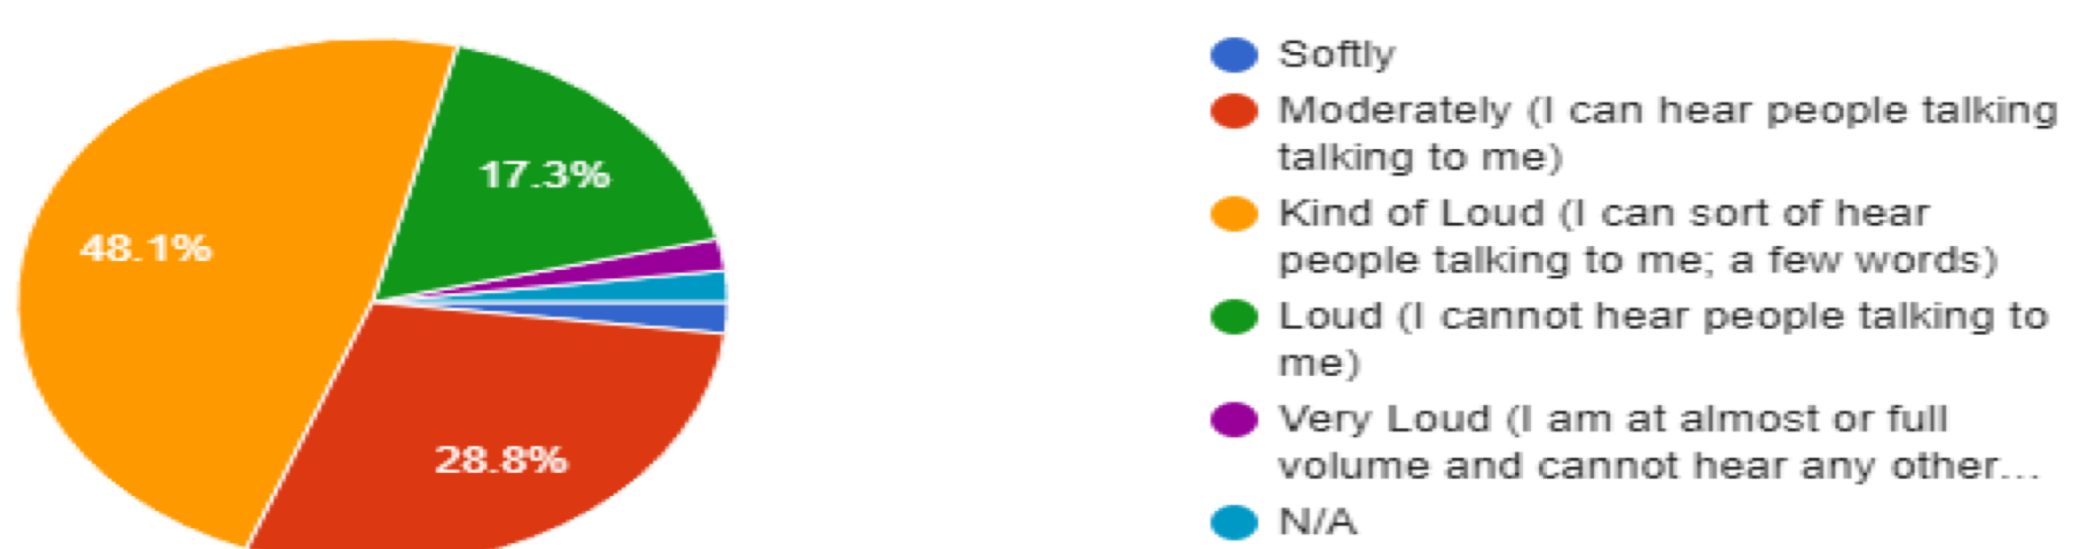 17.3%
48.1%
28.8%
Softly
Moderately (I can hear people talking
talking to me)
Kind of Loud (I can sort of hear
people talking to me; a few words)
Loud (I cannot hear people talking to
me)
Very Loud (I am at almost or full
volume and cannot hear any other...
N/A